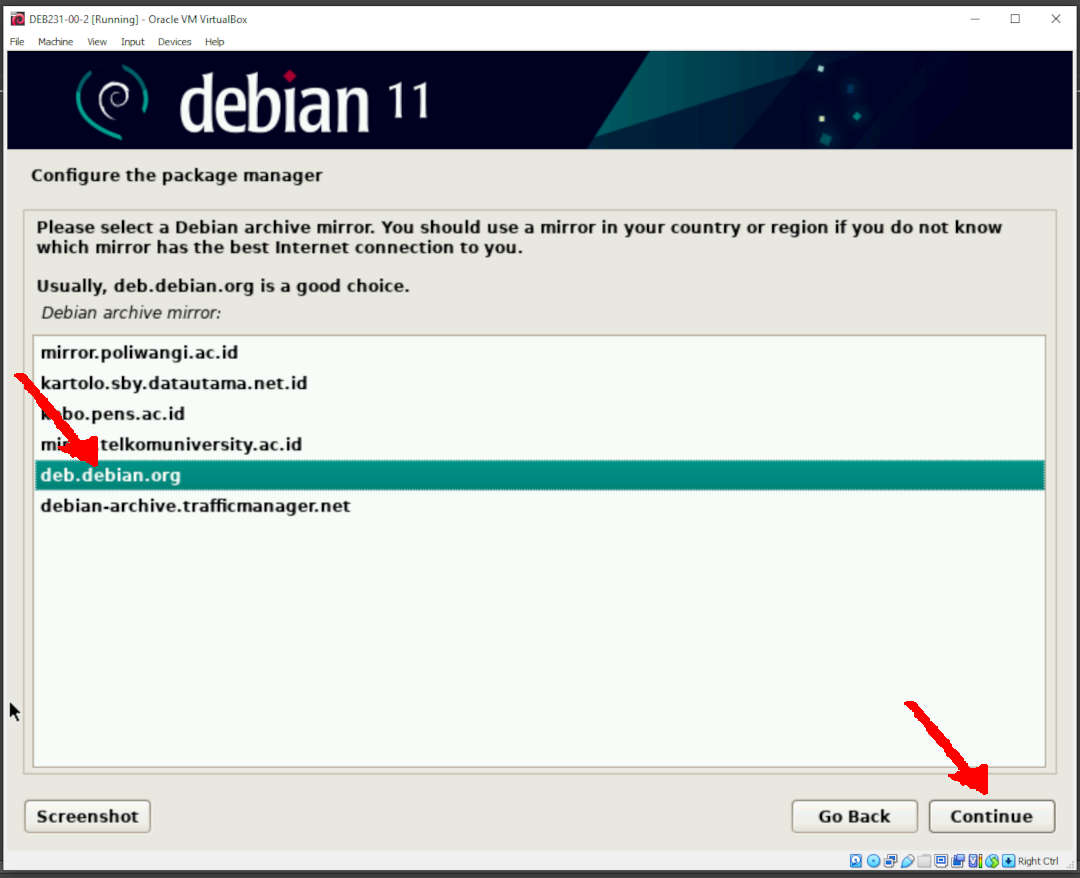 DEB231-00-2 [Running] - Oracle VM VirtualBox
File Machine View Input Devices Help
debian 11
Configure the package manager
Please select a Debian archive mirror. You should use a mirror in your country or region if you do not know
which mirror has the best Internet connection to you.
Usually, deb.debian.org is a good choice.
Debian archive mirror:
mirror.poliwangi.ac.id
kartolo.sby.datautama.net.id
.pens.ac.id
.telkomuniversity.ac.id
deb.debian.org
debian-archive.trafficmanager.net
Screenshot
Go Back
Continue
Right Ctrl